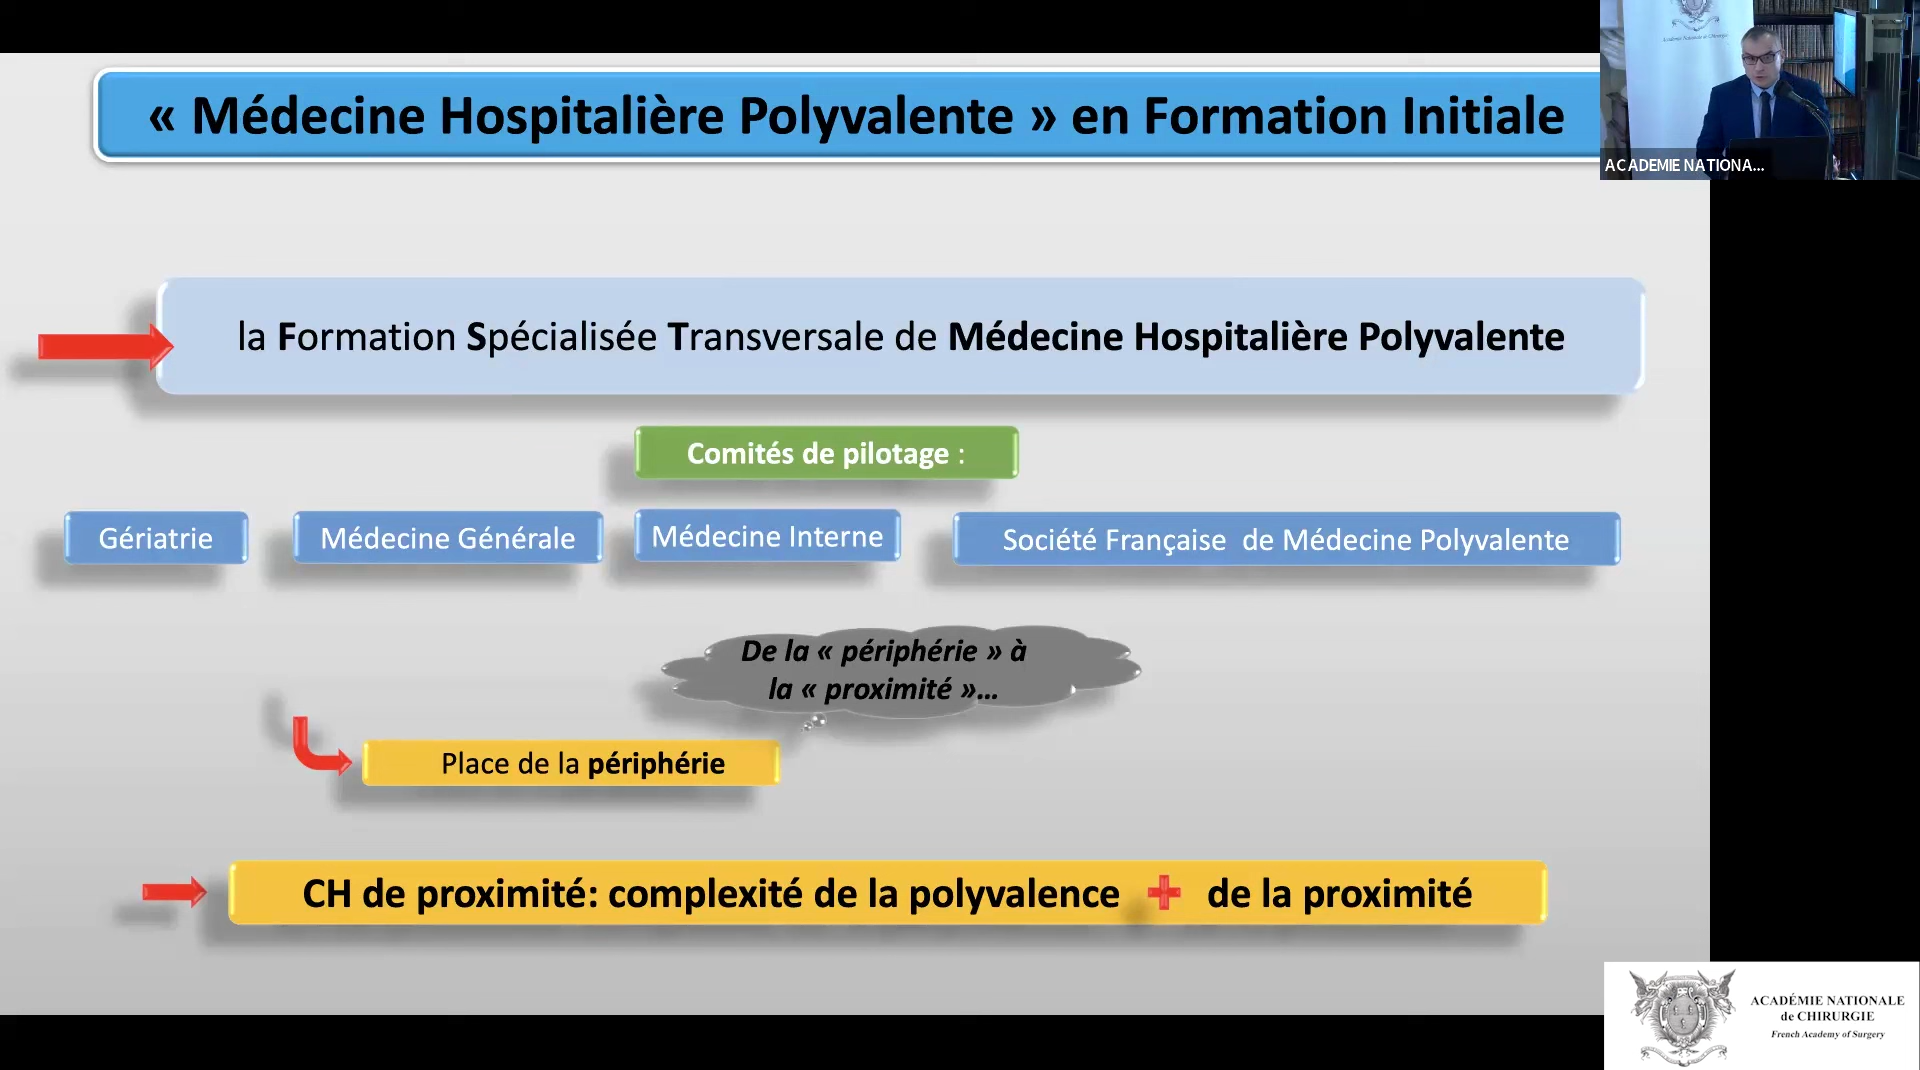 « Médecine Hospitalière Polyvalente » en Formation Initiale
ACADEMIE NATIONA...
la Formation Spécialisée Transversale de Médecine Hospitalière Polyvalente
Comités de pilotage :
Gériatrie
Médecine Générale
Médecine Interne
Société Française de Médecine Polyvalente
De la « périphérie » à
la « proximité »...
Place de la périphérie
CH de proximité: complexité de la polyvalence + de la proximité
ACADÉMIE NATIONALE
de CHIRURGIE
French Academy of Surgery